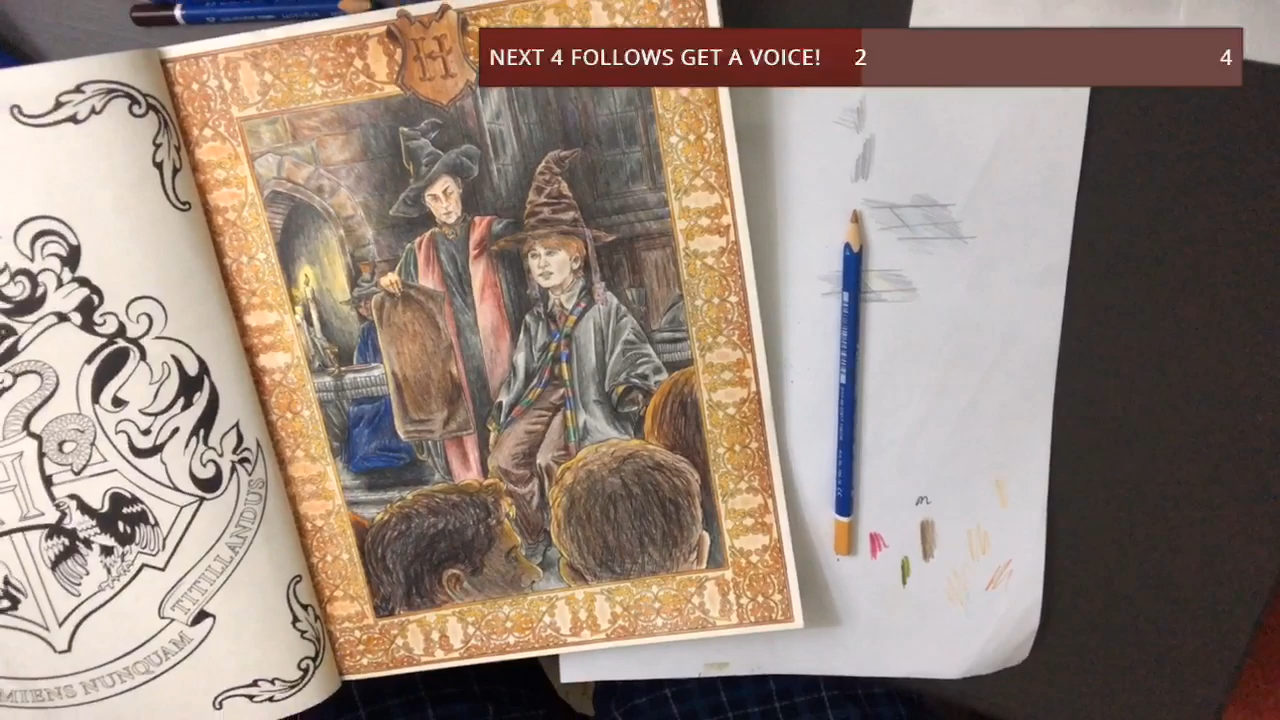 NEXT 4 FOLLOWS GET A VOICE! 2 4
H
H
TITILLANDUS
MIENS NUNQUAM
m